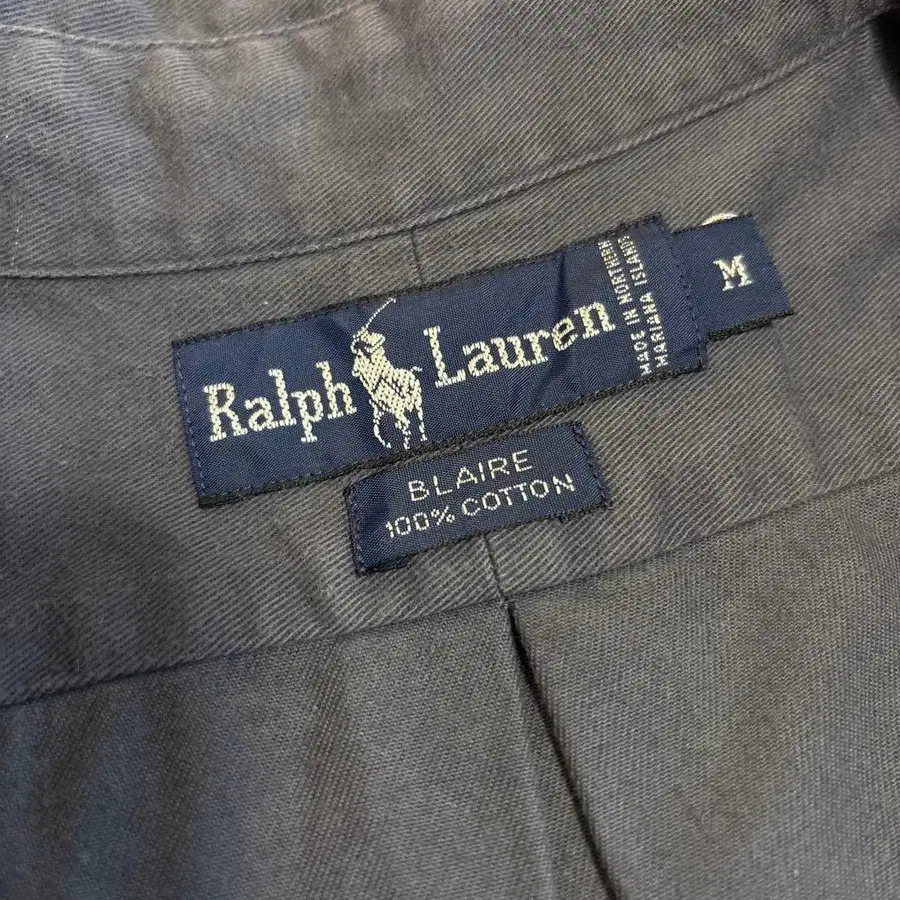 Ralph Lauren
MADE IN NORTHERN
MARIANA ISLANDS
M
BLAIRE
100% COTTON